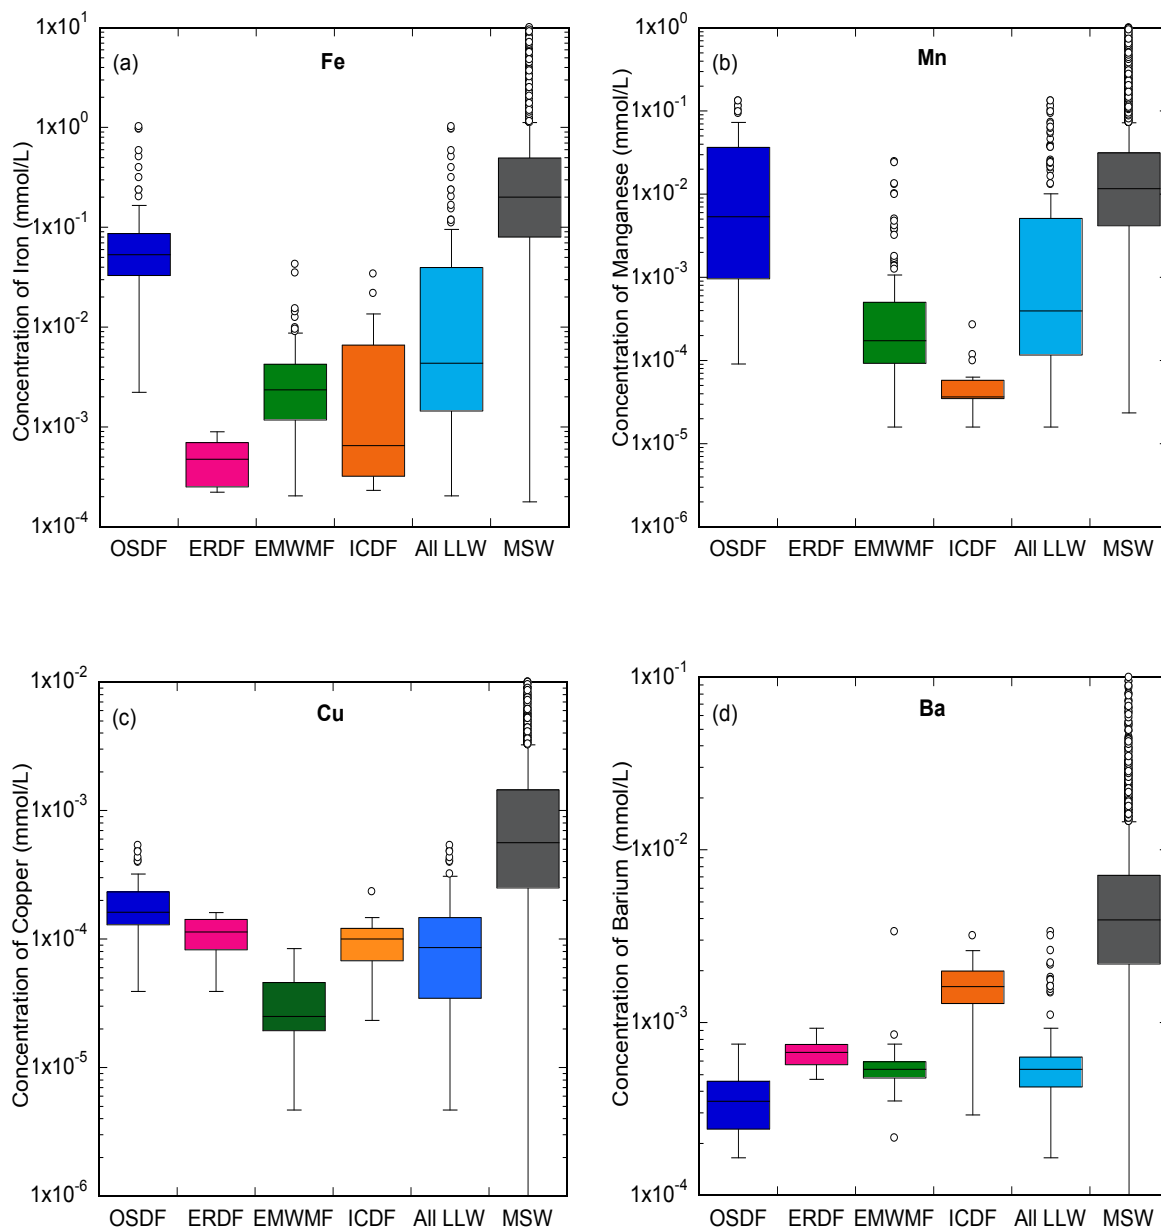 (a)
Fe
Concentration of Iron (mmol/L)
1x10^1
1x10^0
1x10^-1
1x10^-2
1x10^-3
1x10^-4
OSDF ERDF EMWMF ICDF All LLW MSW
(b)
Mn
Concentration of Manganese (mmol/L)
1x10^0
1x10^-1
1x10^-2
1x10^-3
1x10^-4
1x10^-5
1x10^-6
OSDF ERDF EMWMF ICDF All LLW MSW
(c)
Cu
Concentration of Copper (mmol/L)
1x10^-2
1x10^-3
1x10^-4
1x10^-5
1x10^-6
OSDF ERDF EMWMF ICDF All LLW MSW
(d)
Ba
Concentration of Barium (mmol/L)
1x10^-1
1x10^-2
1x10^-3
1x10^-4
OSDF ERDF EMWMF ICDF All LLW MSW